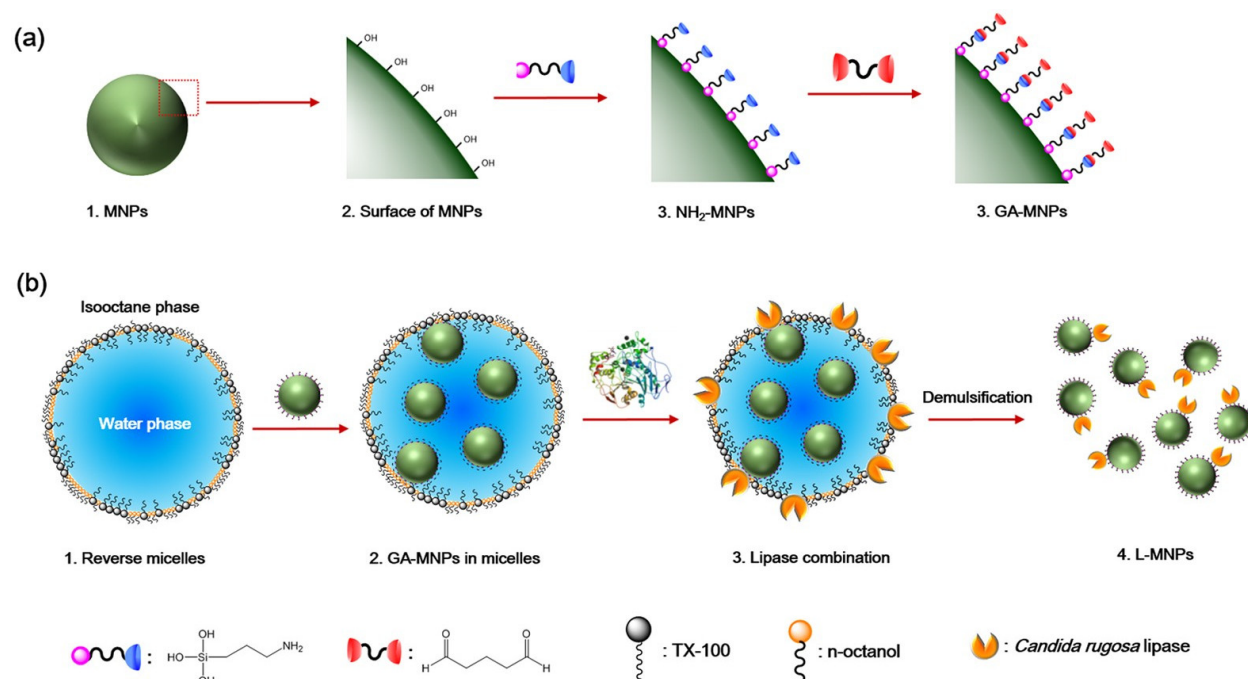 (a)
OH
OH
OH
OH
OH
OH
OH
1. MNPs
2. Surface of MNPs
3. NH2-MNPs
3. GA-MNPs
(b)
Isooctane phase
Water phase
Demulsification
1. Reverse micelles
2. GA-MNPs in micelles
3. Lipase combination
4. L-MNPs
:
OH
HO
Si
NH2
OH
:
O
O
H
H
: TX-100
: n-octanol
: Candida rugosa lipase